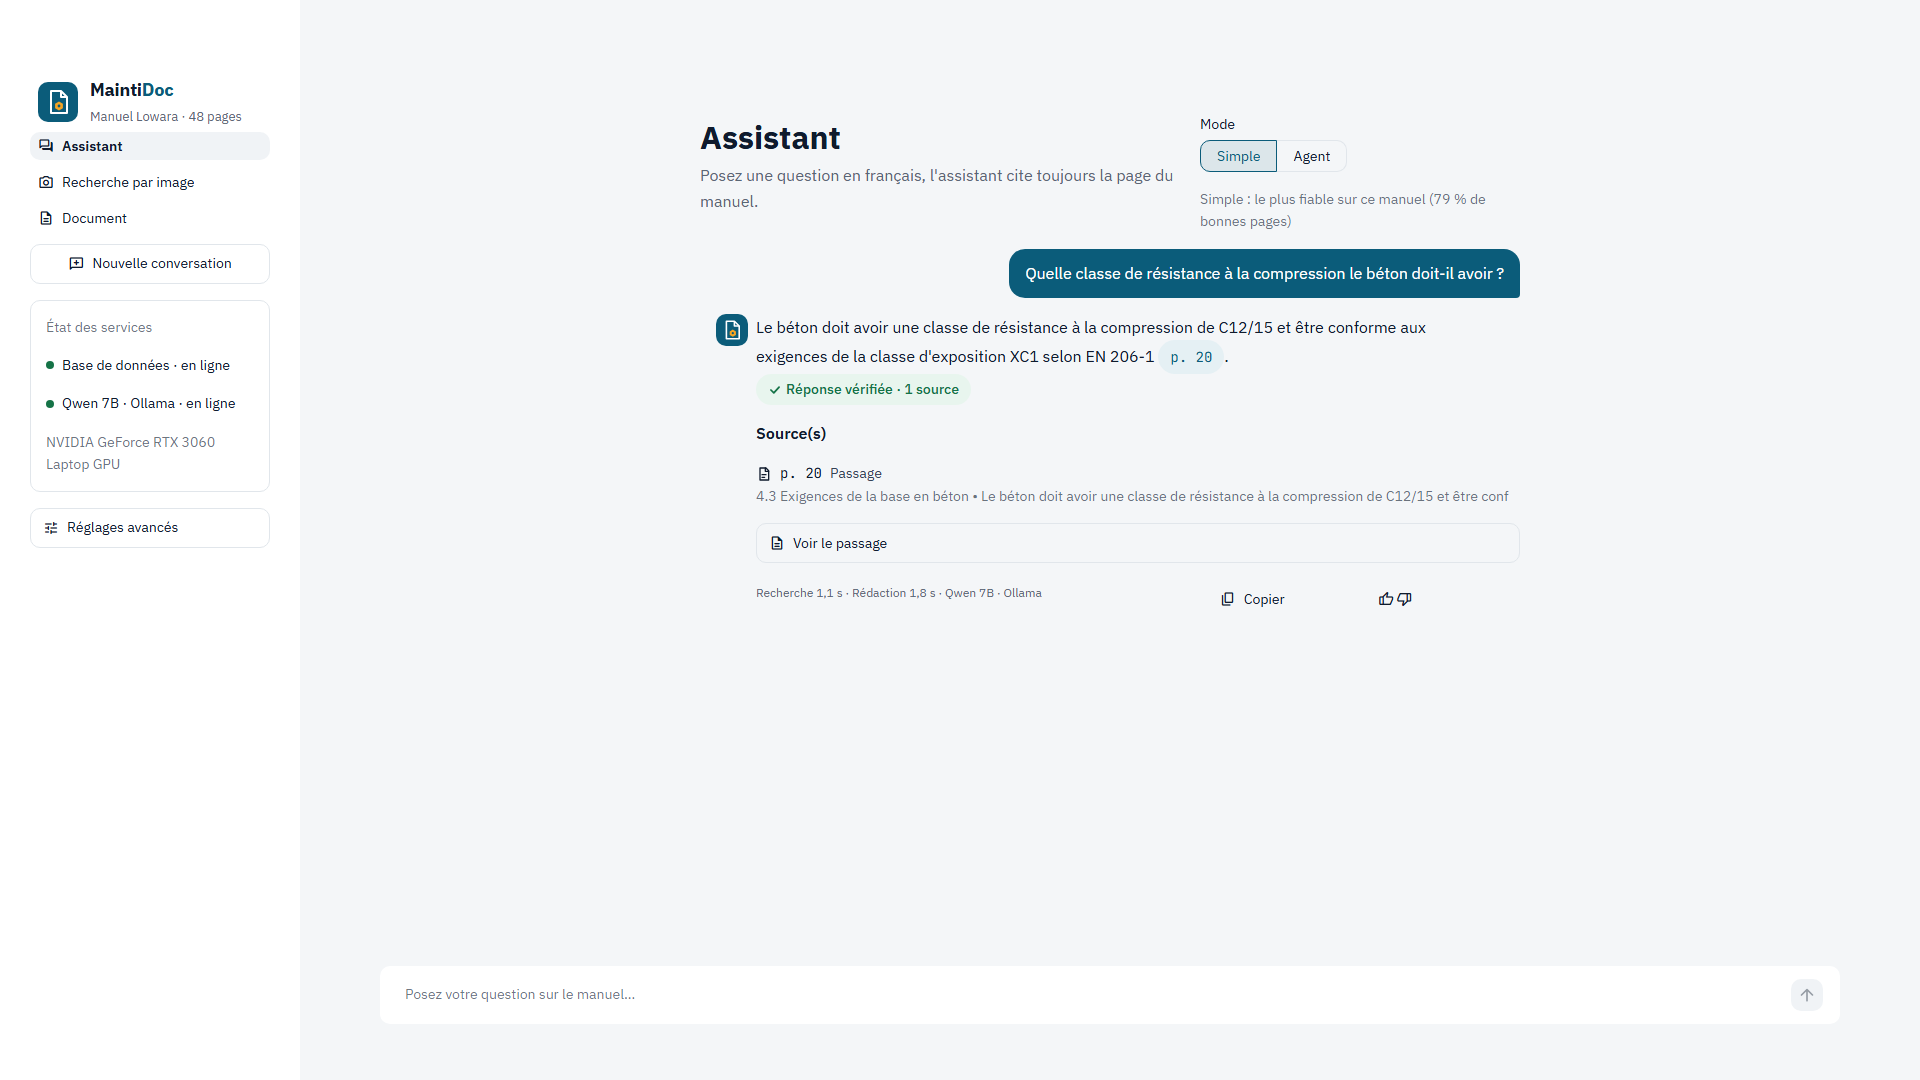 MaintiDoc
Manuel Lowara · 48 pages
Assistant
Recherche par image
Document
Nouvelle conversation
État des services
Base de données · en ligne
Qwen 7B · Ollama · en ligne
NVIDIA GeForce RTX 3060
Laptop GPU
Réglages avancés
Assistant
Posez une question en français, l'assistant cite toujours la page du
manuel.
Mode
Simple Agent
Simple : le plus fiable sur ce manuel (79 % de
bonnes pages)
Quelle classe de résistance à la compression le béton doit-il avoir ?
Le béton doit avoir une classe de résistance à la compression de C12/15 et être conforme aux
exigences de la classe d'exposition XC1 selon EN 206-1 p. 20 .
Réponse vérifiée · 1 source
Source(s)
p. 20 Passage
4.3 Exigences de la base en béton • Le béton doit avoir une classe de résistance à la compression de C12/15 et être conf
Voir le passage
Recherche 1,1 s · Rédaction 1,8 s · Qwen 7B · Ollama
Copier
Posez votre question sur le manuel...